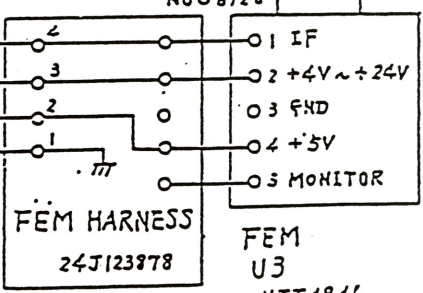 4
3
2
1
1 IF
2 +4V ~ ÷24V
3 GND
4 +5V
5 MONITOR
FEM HARNESS
24J123878
FEM
U3